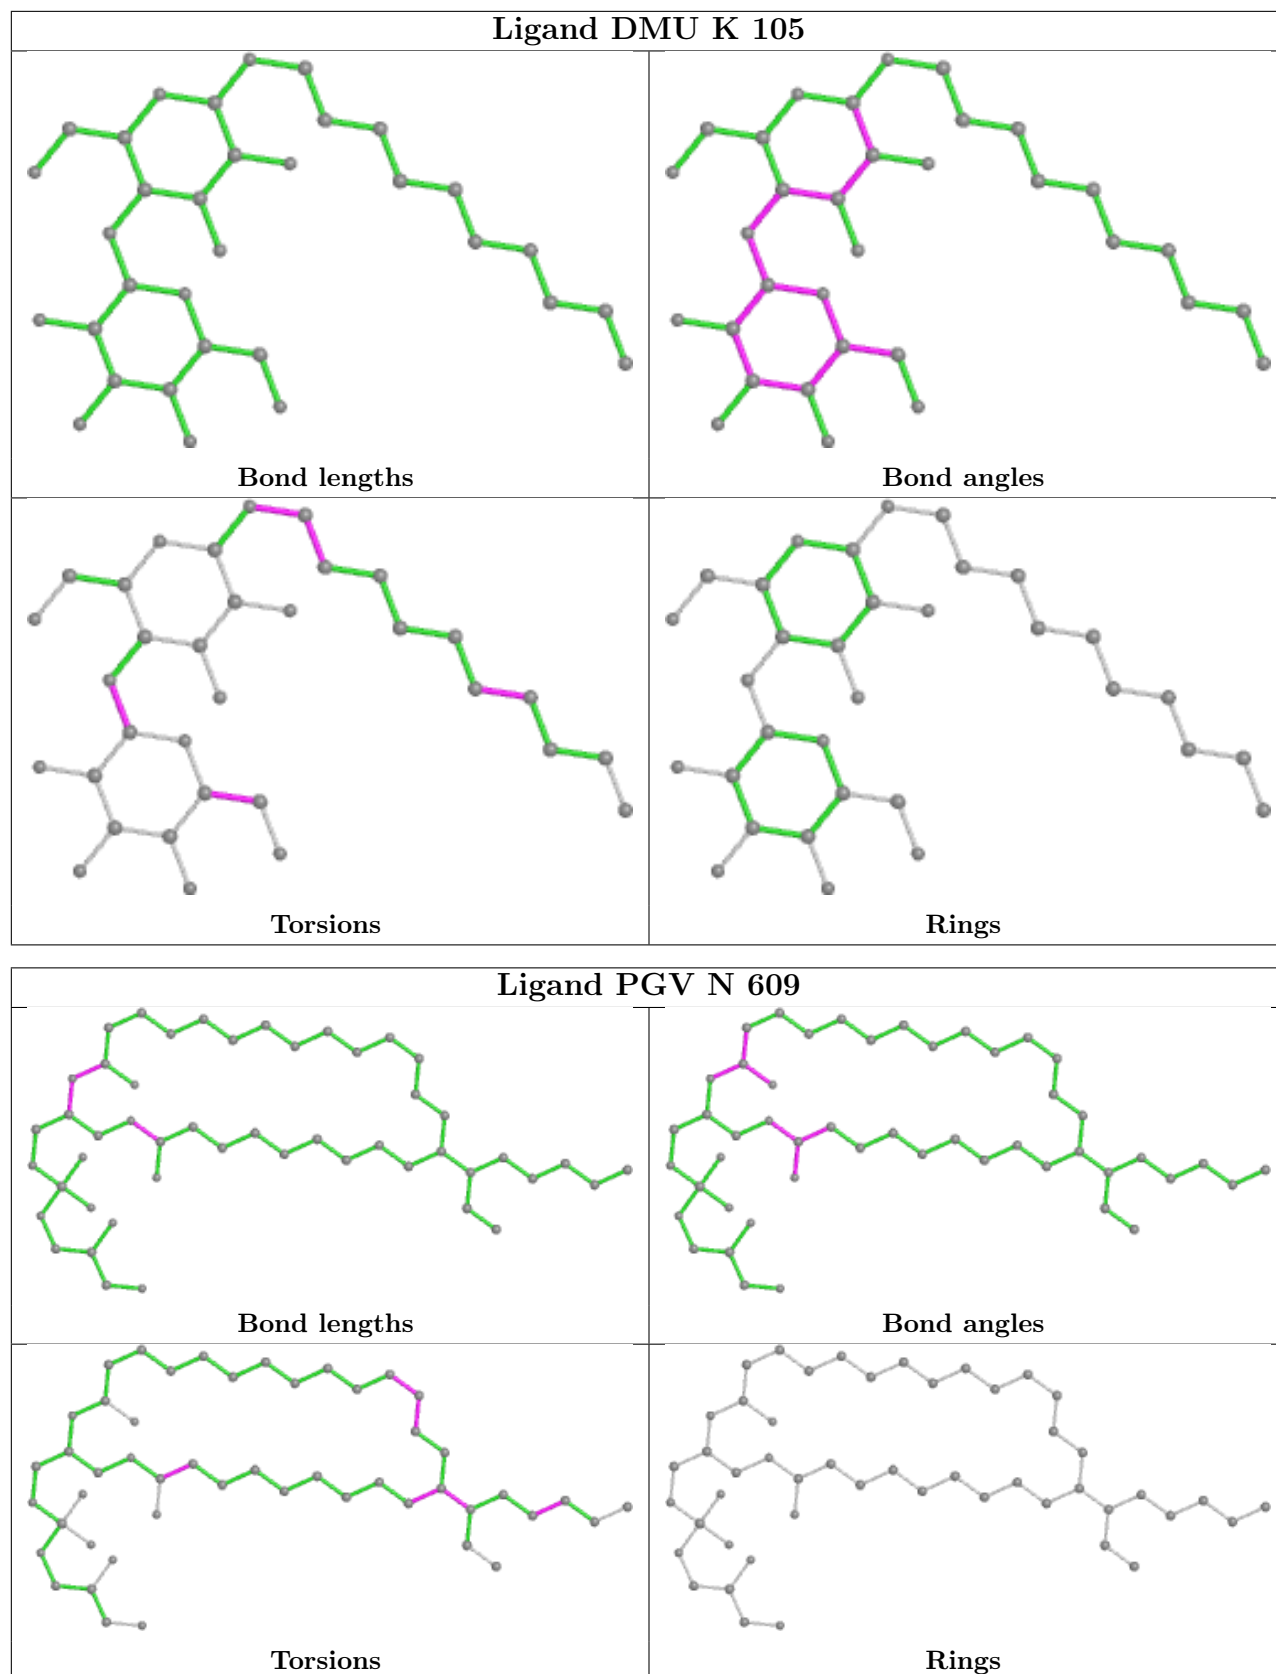 Ligand DMU K 105
Bond lengths
Bond angles
Torsions
Rings
Ligand PGV N 609
Bond lengths
Bond angles
Torsions
Rings